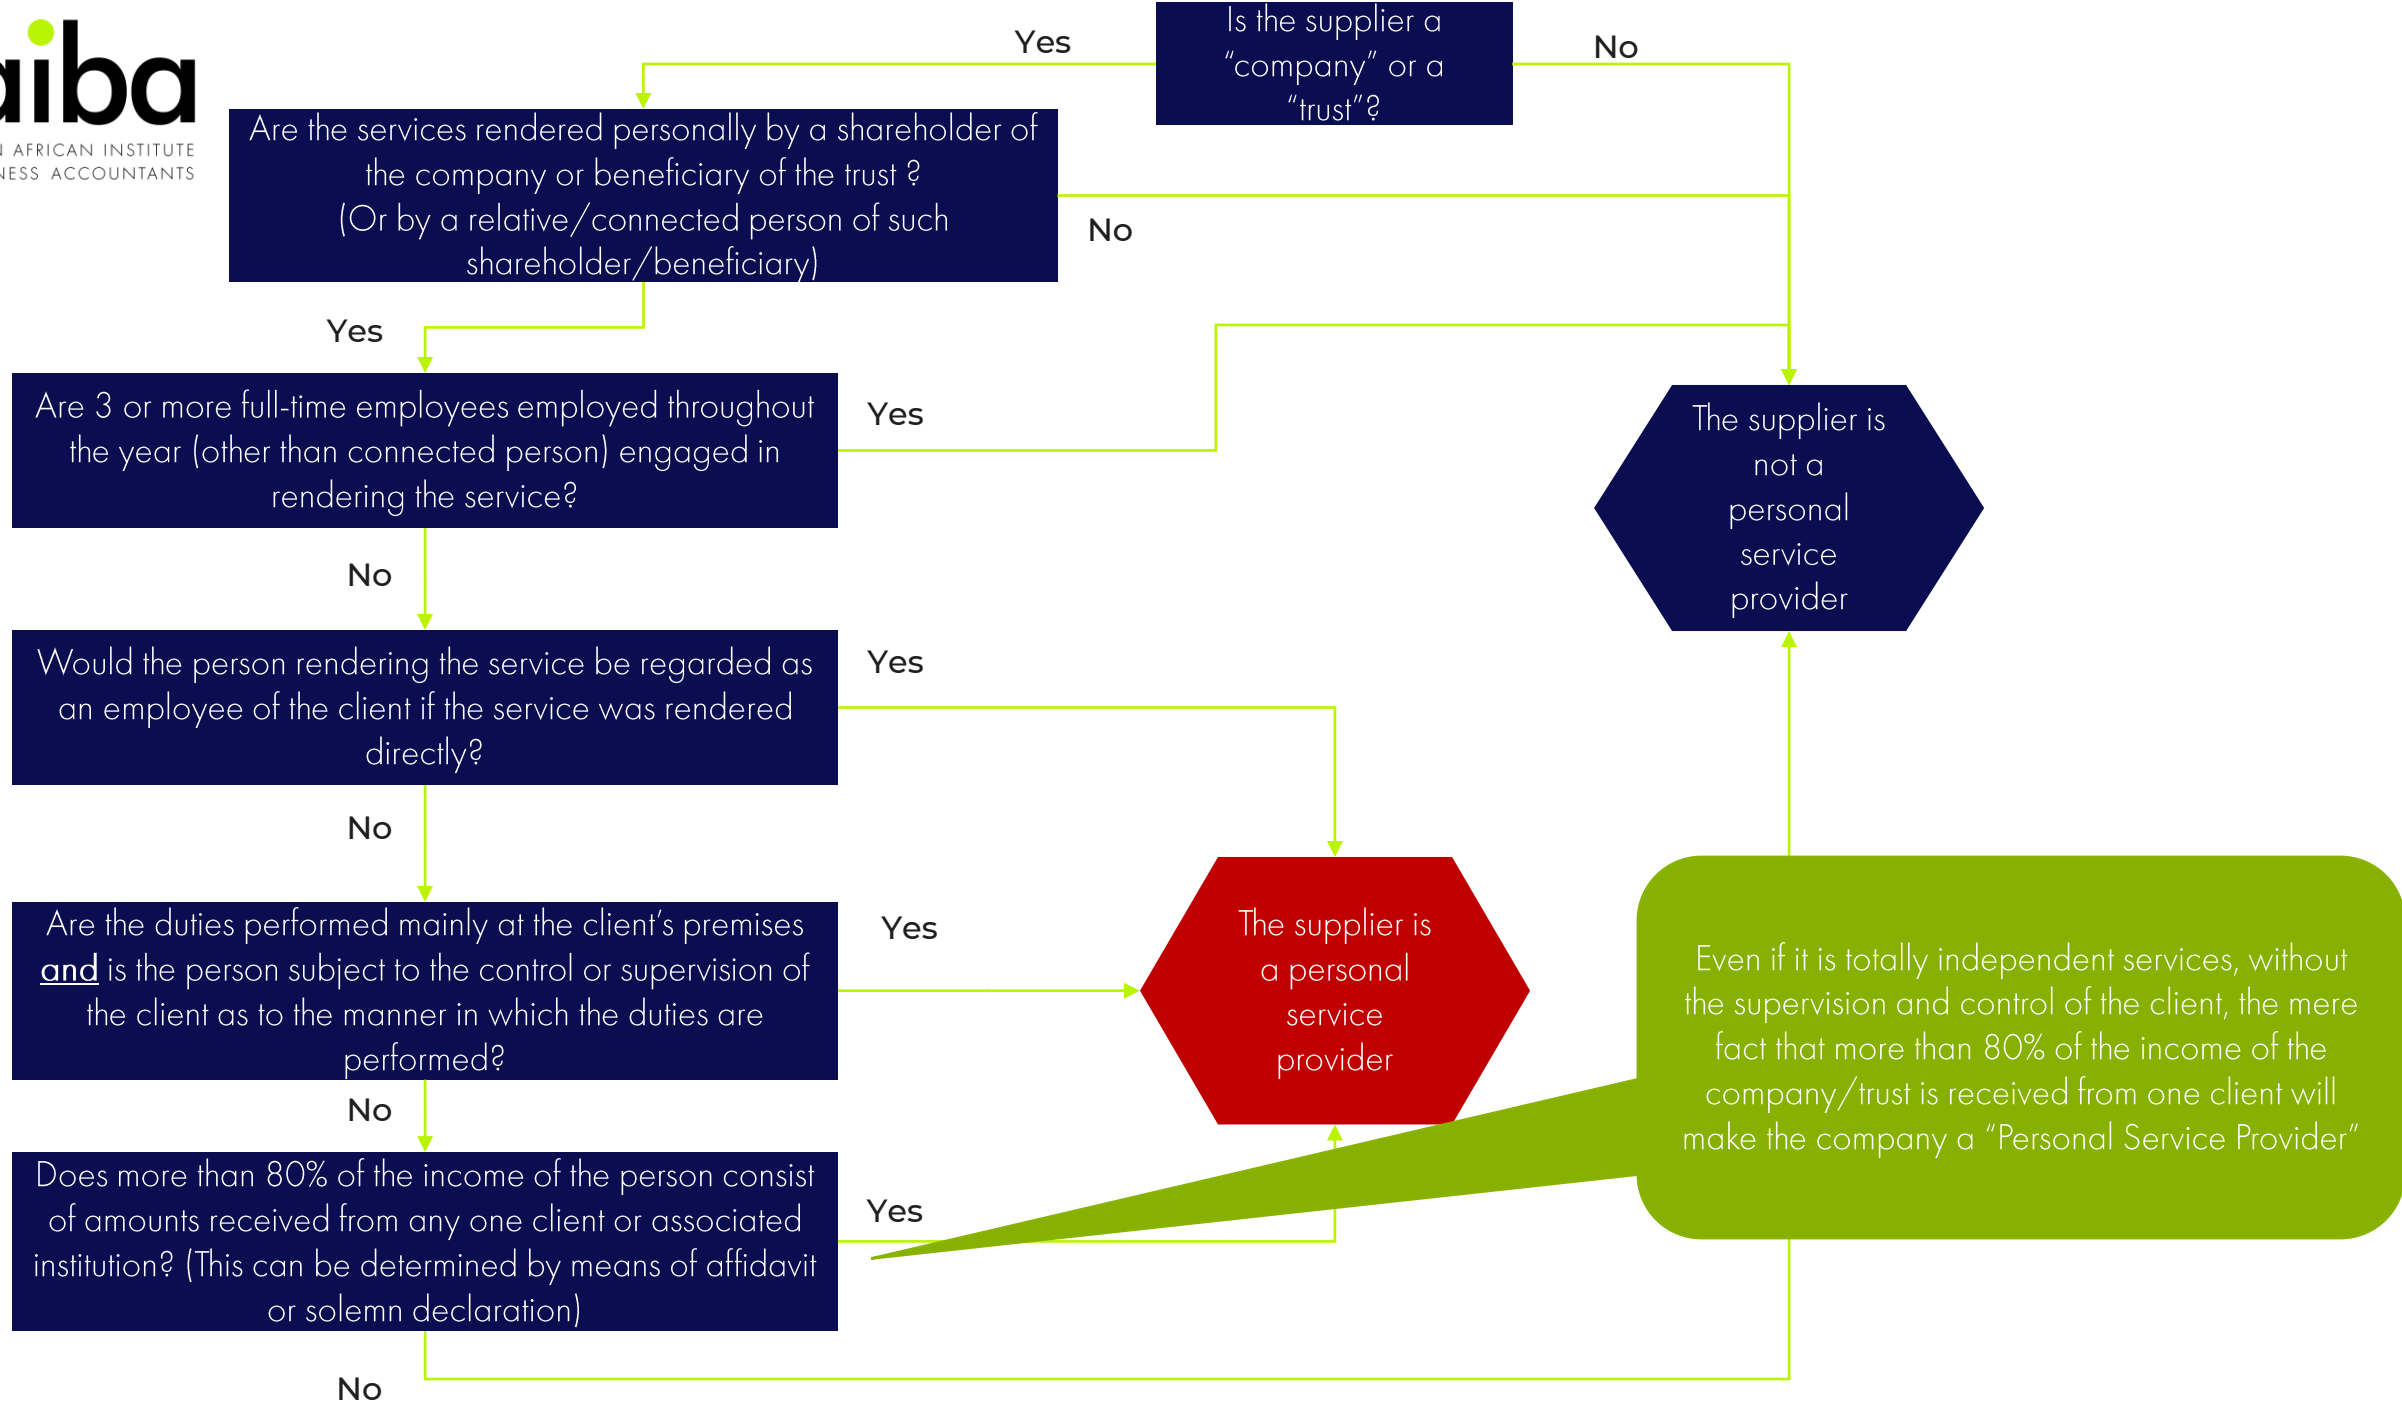 aiba
AFRICAN INSTITUTE
ACCOUNTANTS
Is the supplier a
“company” or a
“trust”?
Yes
No
Are the services rendered personally by a shareholder of
the company or beneficiary of the trust ?
(Or by a relative/connected person of such
shareholder/beneficiary)
No
Yes
Are 3 or more full-time employees employed throughout
the year (other than connected person) engaged in
rendering the service?
Yes
The supplier is
not a
personal
service
provider
No
Would the person rendering the service be regarded as
an employee of the client if the service was rendered
directly?
Yes
No
Are the duties performed mainly at the client’s premises
and is the person subject to the control or supervision of
the client as to the manner in which the duties are
performed?
Yes
The supplier is
a personal
service
provider
Even if it is totally independent services, without
the supervision and control of the client, the mere
fact that more than 80% of the income of the
company/trust is received from one client will
make the company a “Personal Service Provider”
No
Does more than 80% of the income of the person consist
of amounts received from any one client or associated
institution? (This can be determined by means of affidavit
or solemn declaration)
Yes
No